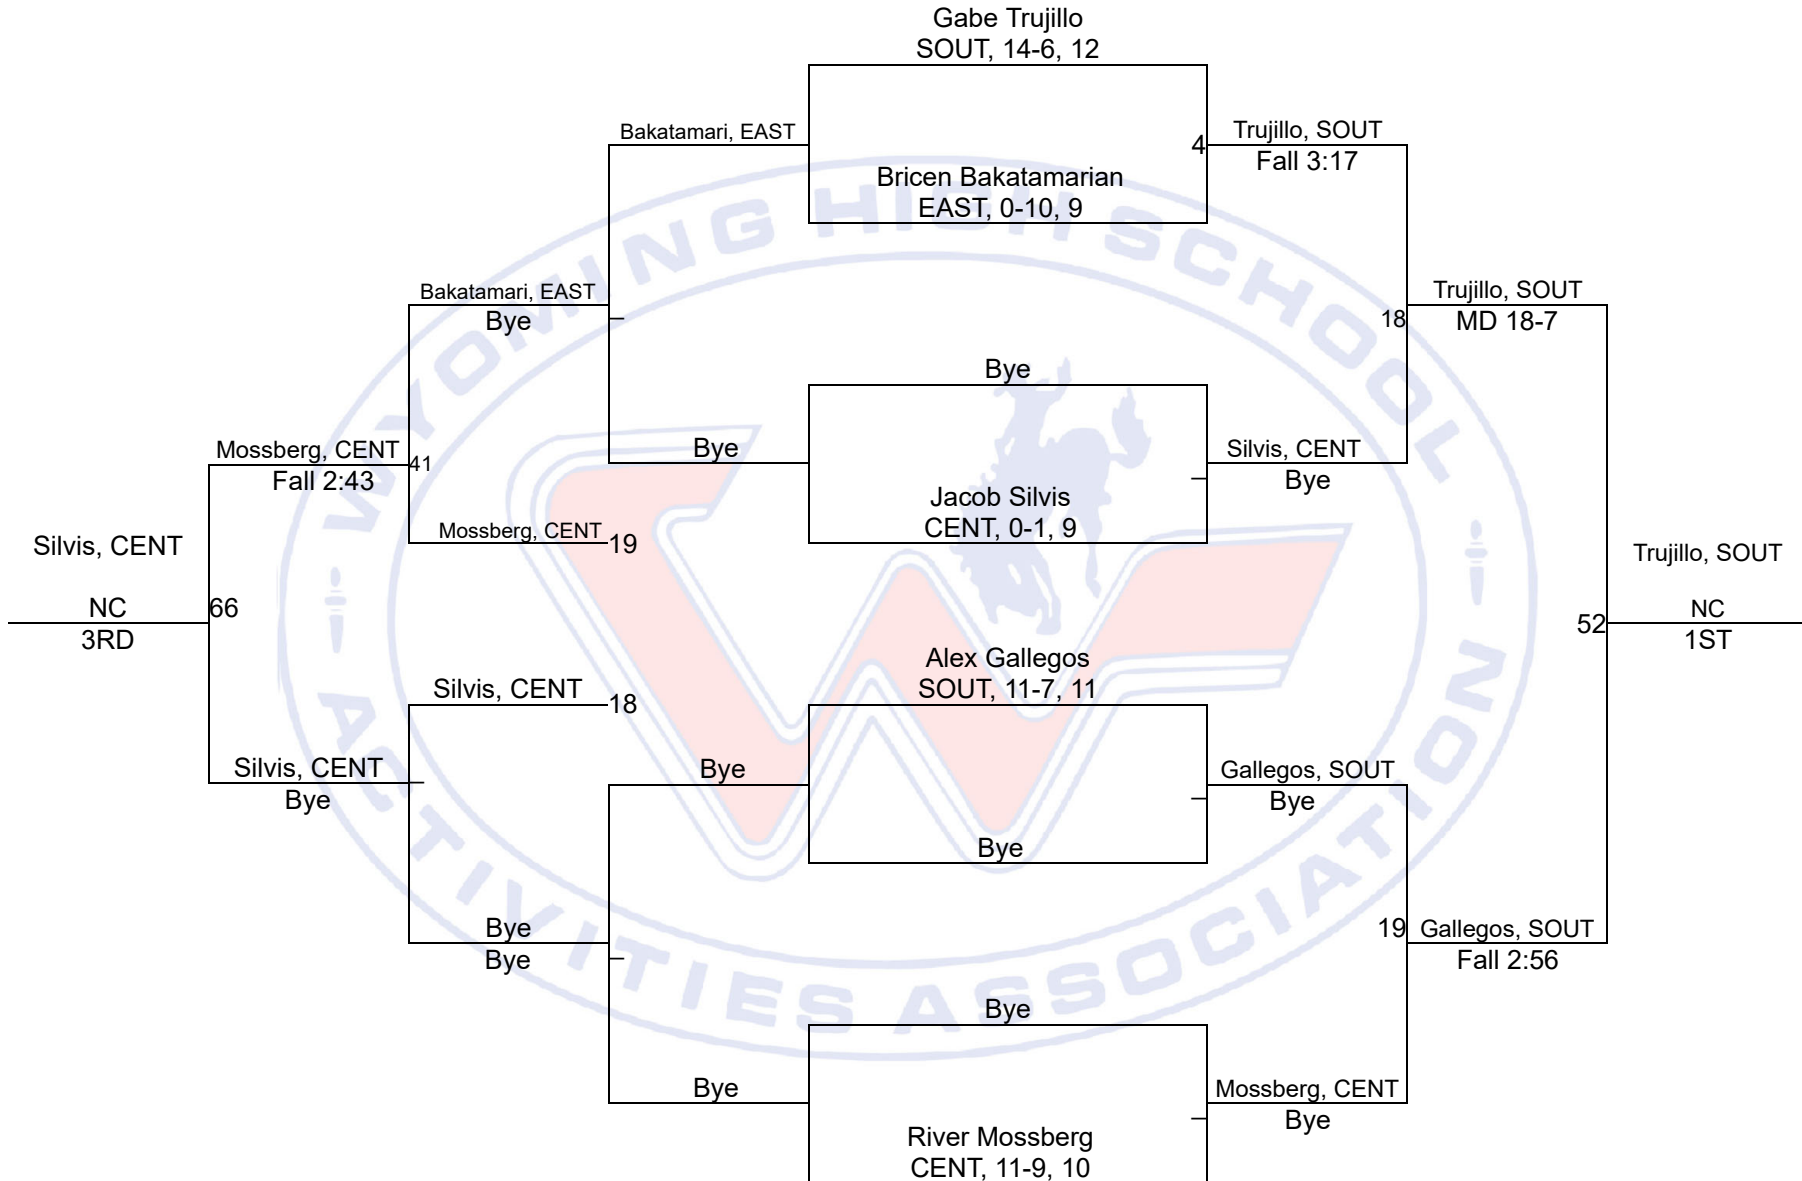 Gabe Trujillo
SOUT, 14-6, 12
Bakatamari, EAST
4
Trujillo, SOUT
Fall 3:17
Bricen Bakatamarian
EAST, 0-10, 9
Bakatamari, EAST
Bye
Trujillo, SOUT
18
MD 18-7
Bye
Mossberg, CENT
41
Fall 2:43
Bye
Silvis, CENT
Bye
Jacob Silvis
CENT, 0-1, 9
Mossberg, CENT
19
Silvis, CENT
NC
66
3RD
Trujillo, SOUT
NC
52
1ST
Alex Gallegos
SOUT, 11-7, 11
Silvis, CENT
18
Silvis, CENT
Bye
Bye
Gallegos, SOUT
Bye
Bye
Bye
Bye
19
Gallegos, SOUT
Fall 2:56
Bye
Bye
Mossberg, CENT
Bye
River Mossberg
CENT, 11-9, 10
WYOMING HIGH SCHOOL
ACTIVITIES ASSOCIATION